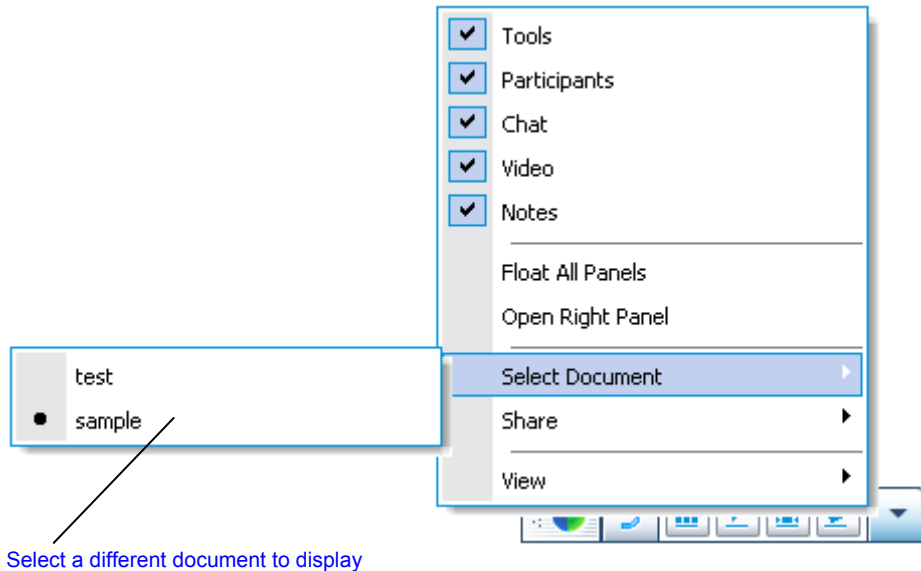 Tools
Participants
Chat
Video
Notes
Float All Panels
Open Right Panel
Select Document
Share
View
test
sample
Select a different document to display